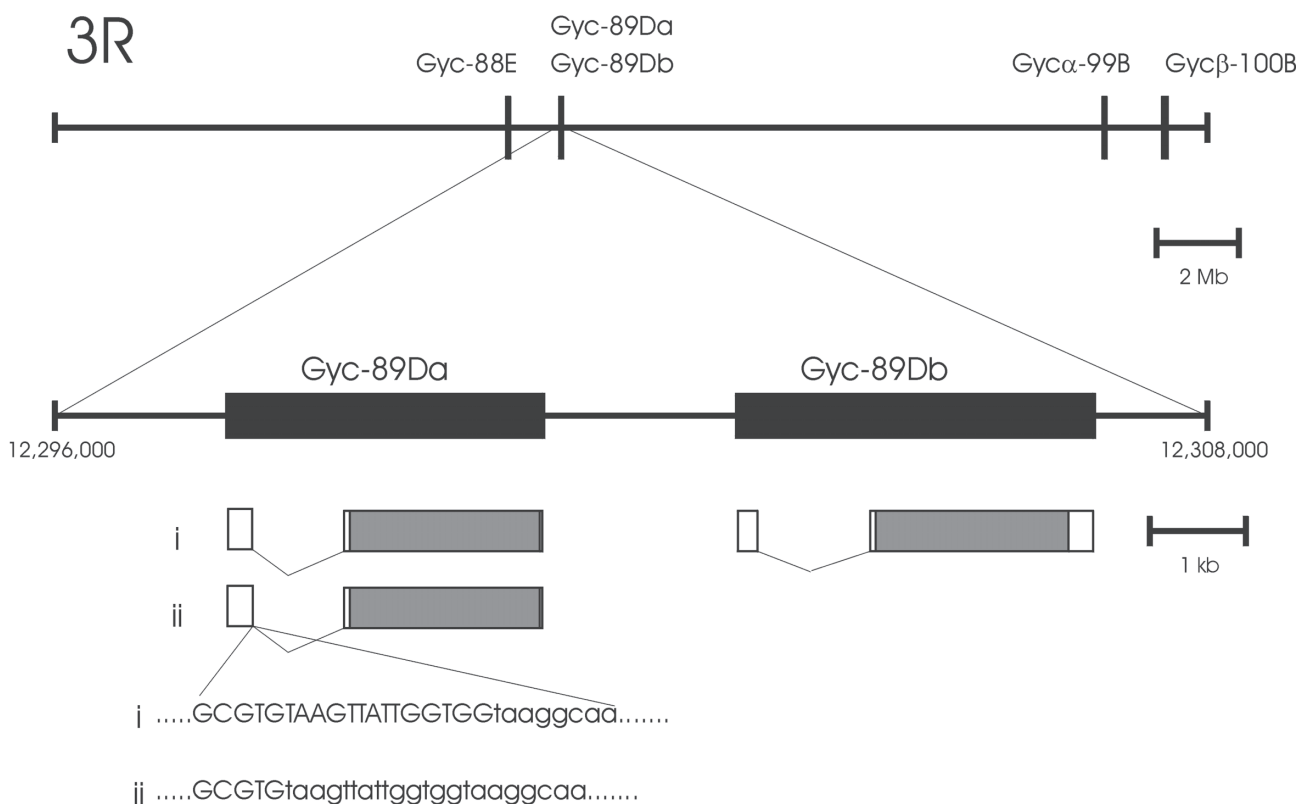 3R
Gyc-89Da
Gyc-88E Gyc-89Db Gycα-99B Gycβ-100B
2 Mb
Gyc-89Da Gyc-89Db
12,296,000 12,308,000
i
1 kb
ii
i .....GCGTGTAAGTTATTGGTGGtaaggcaa.......
ii .....GCGTGtaagttattggtggtaaggcaa.......